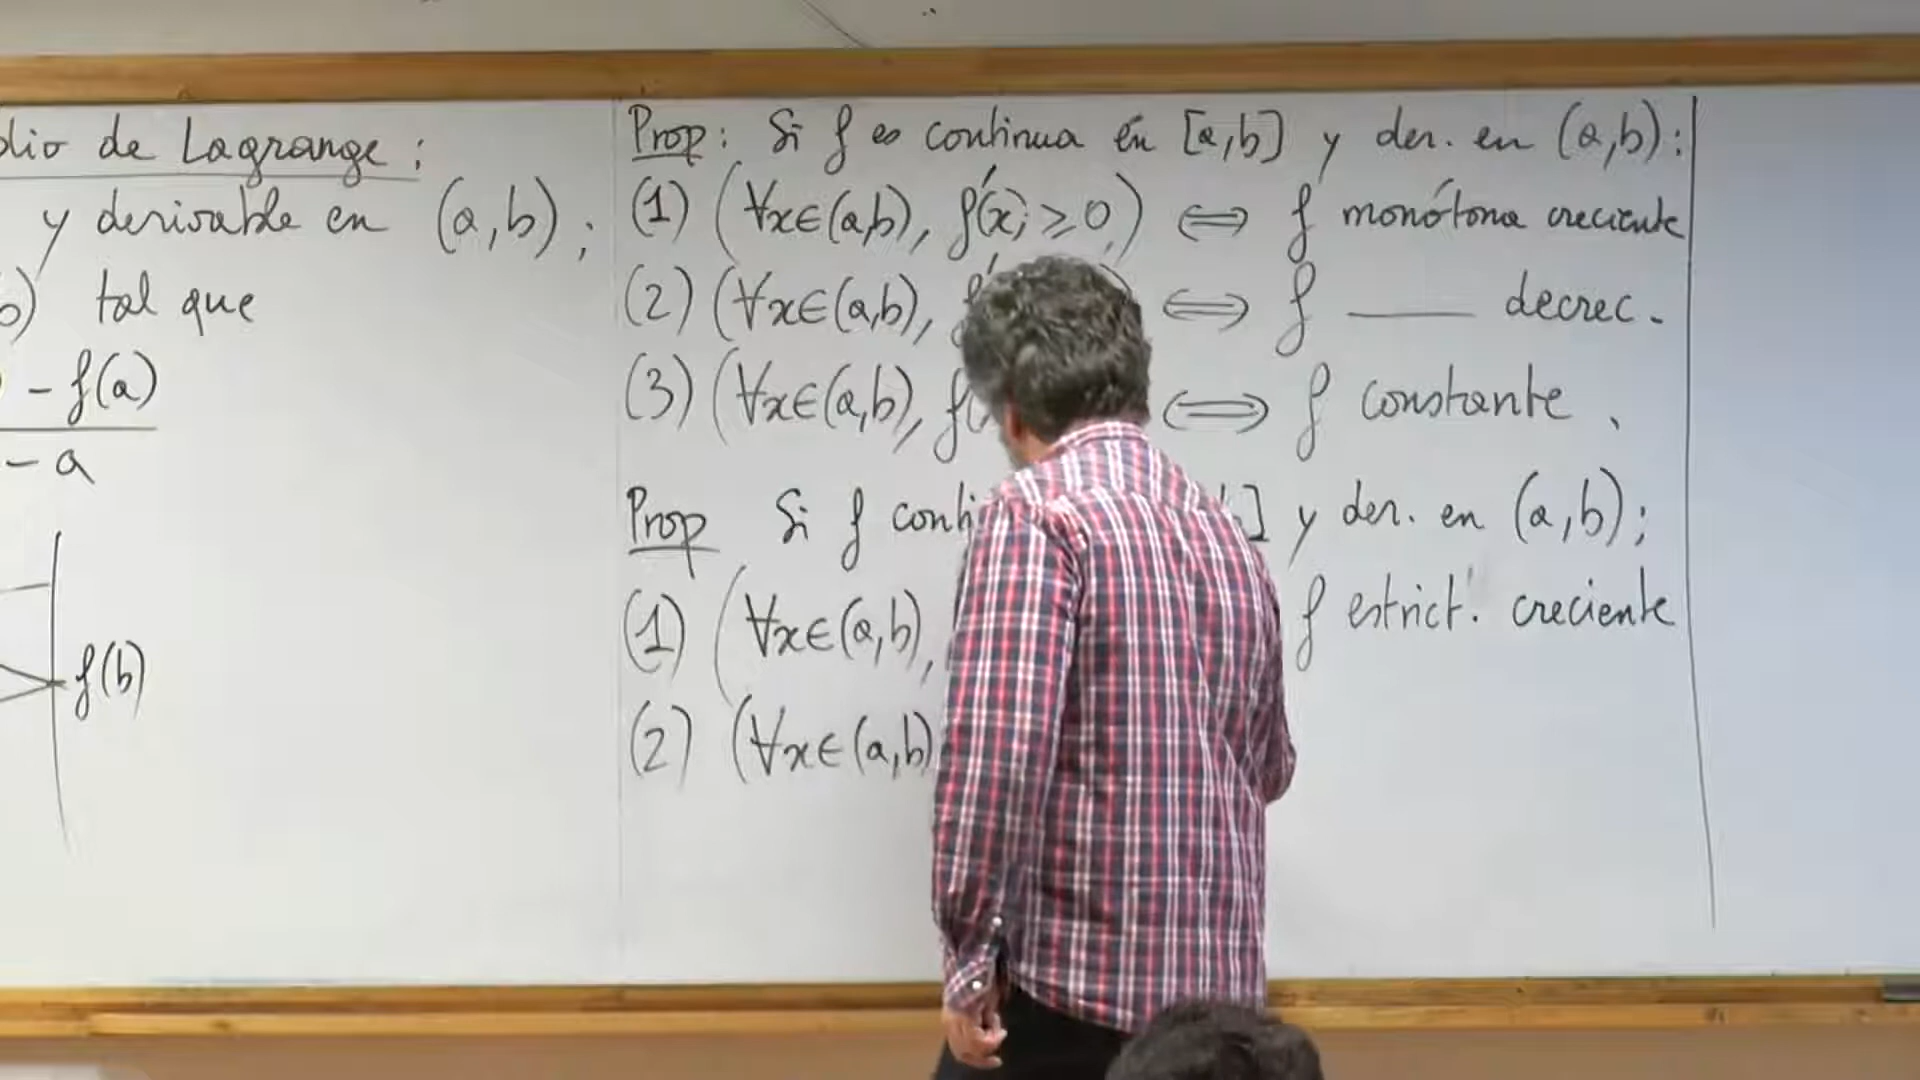 de Lagrange :
y derivable en (a,b) ;
tal que
- f(a)
- a
f(b)
Prop: Si f es continua en [a,b] y der. en (a,b):
(1) (∀x∈(a,b), f'(x) ≥ 0) ⟺ f monótona creciente
(2) (∀x∈(a,b), ) ⟺ f ___ decrec.
(3) (∀x∈(a,b), ⟺ f constante.
Prop Si f ] y der. en (a,b);
(1) (∀x∈(a,b), f estrict. creciente
(2) (∀x∈(a,b)